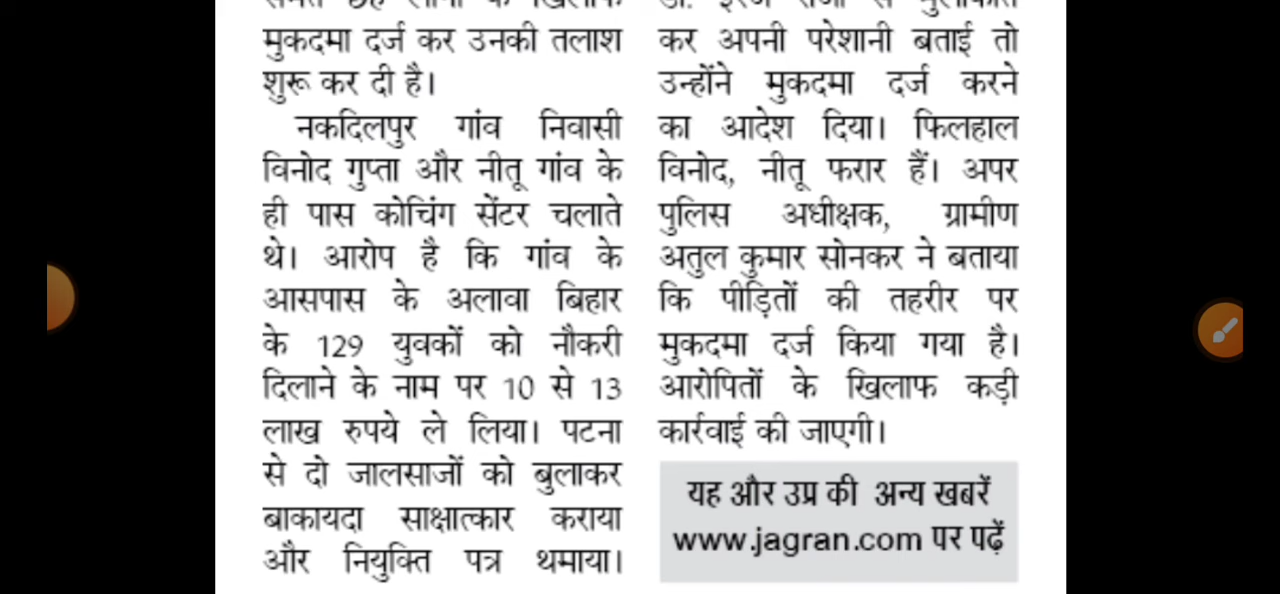 मुकदमा दर्ज कर उनकी तलाश
शुरू कर दी है।
नकदिलपुर गांव निवासी
विनोद गुप्ता और नीतू गांव के
ही पास कोचिंग सेंटर चलाते
थे। आरोप है कि गांव के
आसपास के अलावा बिहार
के 129 युवकों को नौकरी
दिलाने के नाम पर 10 से 13
लाख रुपये ले लिया। पटना
से दो जालसाजों को बुलाकर
बाकायदा साक्षात्कार कराया
और नियुक्ति पत्र थमाया।
कर अपनी परेशानी बताई तो
उन्होंने मुकदमा दर्ज करने
का आदेश दिया। फिलहाल
विनोद, नीतू फरार हैं। अपर
पुलिस अधीक्षक, ग्रामीण
अतुल कुमार सोनकर ने बताया
कि पीड़ितों की तहरीर पर
मुकदमा दर्ज किया गया है।
आरोपितों के खिलाफ कड़ी
कार्रवाई की जाएगी।
यह और उप्र की अन्य खबरें
www.jagran.com पर पढ़ें